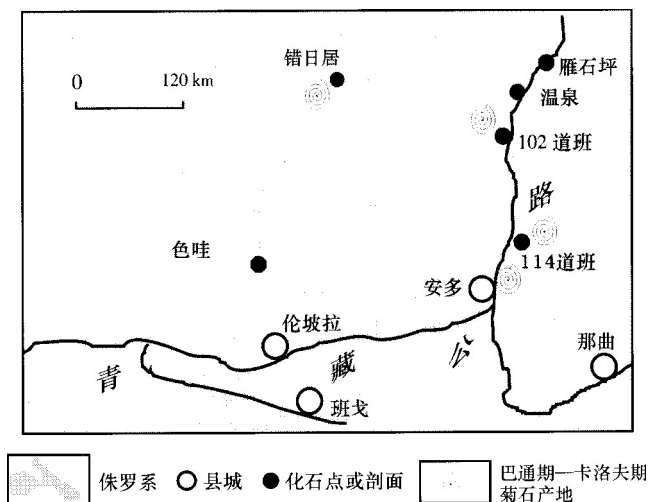 错日居
雁石坪
0 120 km
温泉
102 道班
路
色哇
114道班
安多
伦坡拉
那曲
青
藏
公
班戈
侏罗系
县城
化石点或剖面
巴通期—卡洛夫期
菊石产地